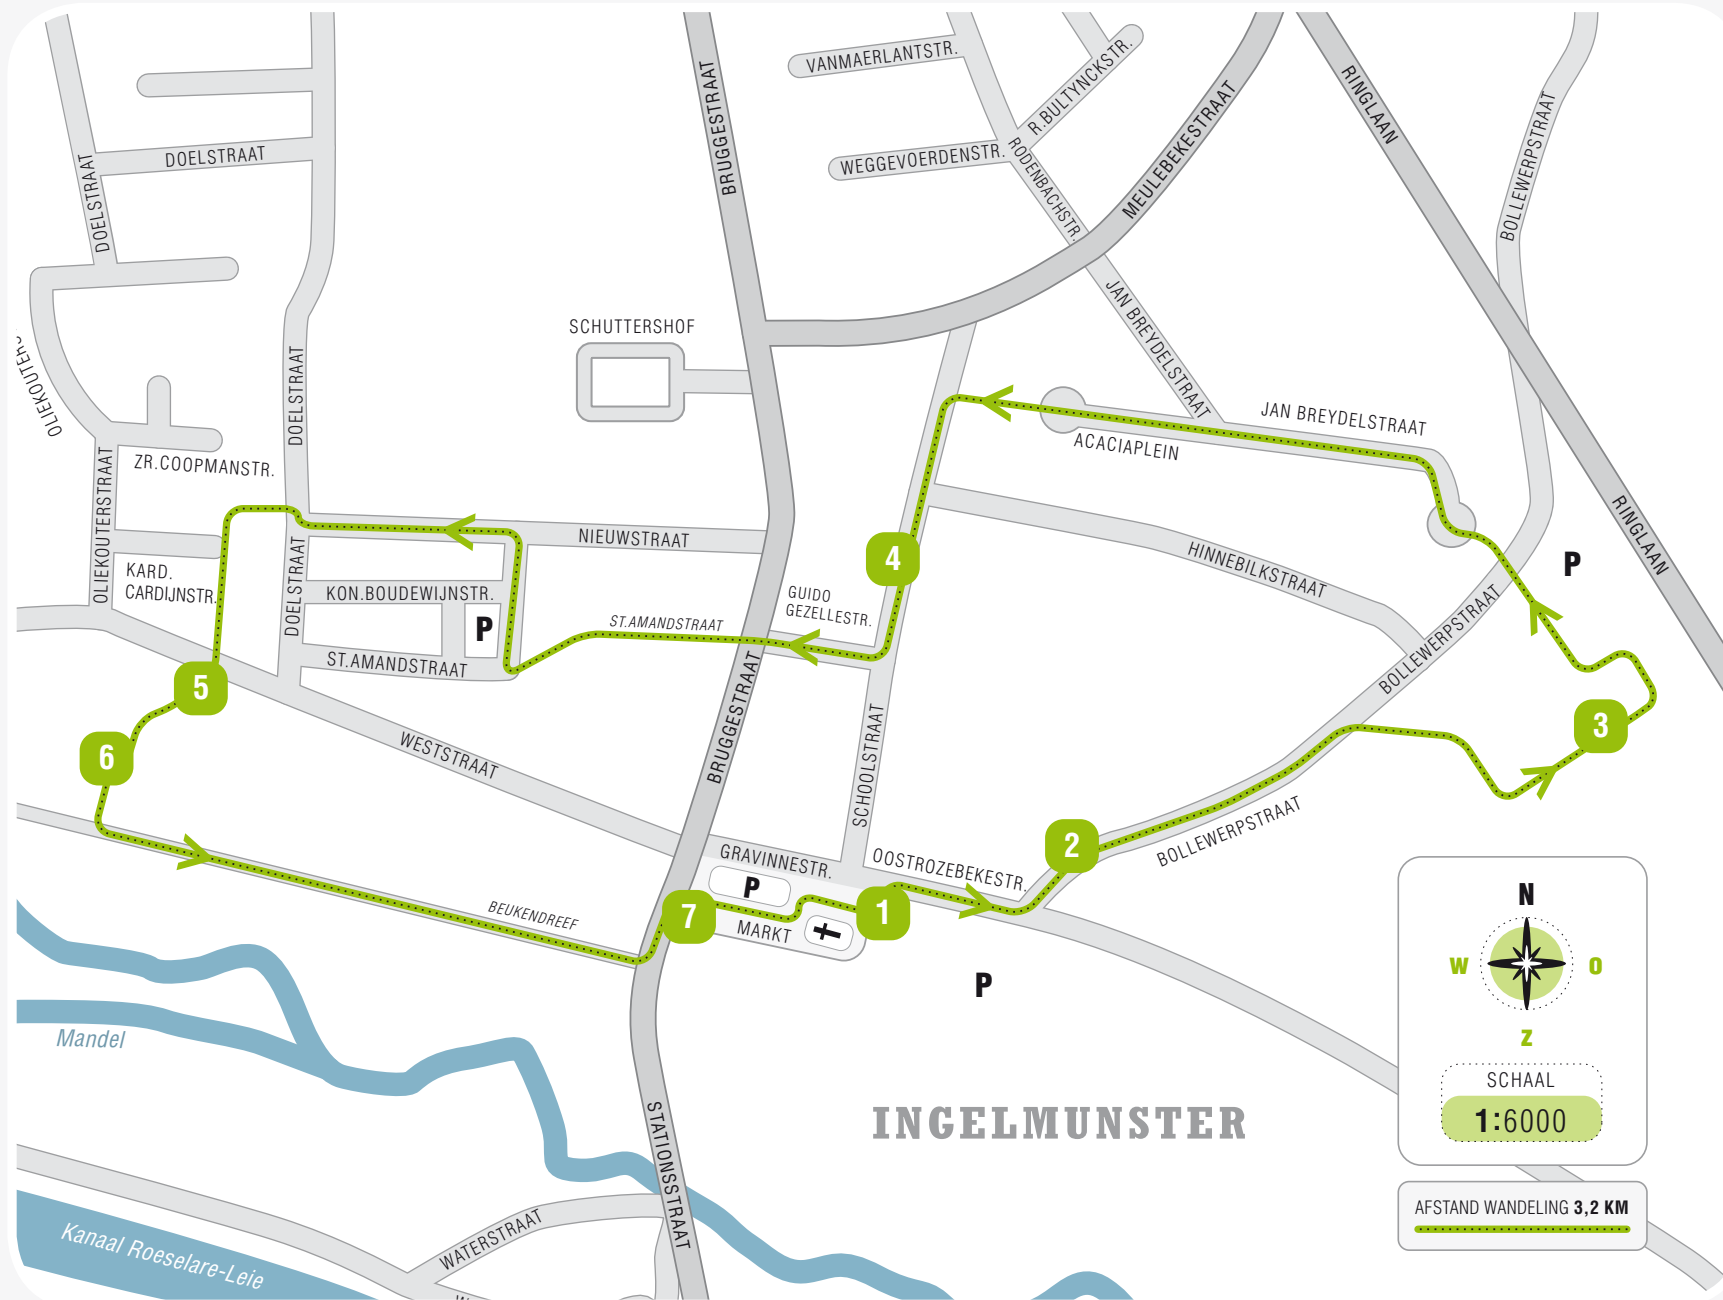 VANMAERLANTSTR.
R.BULTYNCKSTR.
WEGGEVOERDENSTR.
RODENBACHSTR.
BRUGGESTRAAT
MEULEBEKESTRAAT
RINGLAAN
BOLLEWERPSTRAAT
DOELSTRAAT
DOELSTRAAT
SCHUTTERSHOF
JAN BREYDELSTRAAT
JAN BREYDELSTRAAT
ACACIAPLEIN
DOELSTRAAT
ZR.COOPMANSTR.
OLIEKOUTERSTRAAT
RINGLAAN
NIEUWSTRAAT
4
HINNEBILKSTRAAT
P
KARD.
CARDIJNSTR.
DOELSTRAAT
KON.BOUDEWIJNSTR.
GUIDO
GEZELLESTR.
P
ST.AMANDSTRAAT
ST.AMANDSTRAAT
BOLLEWERPSTRAAT
5
BRUGGESTRAAT
3
6
WESTSTRAAT
SCHOOLSTRAAT
2
BOLLEWERPSTRAAT
GRAVINNESTR.
OOSTROZEBEKESTR.
P
7
1
MARKT
BEUKENDREEF
P
N
W
O
Z
SCHAAL
1:6000
Mandel
INGELMUNSTER
STATIONSSTRAAT
AFSTAND WANDELING 3,2 KM
WATERSTRAAT
Kanaal Roeselare-Leie